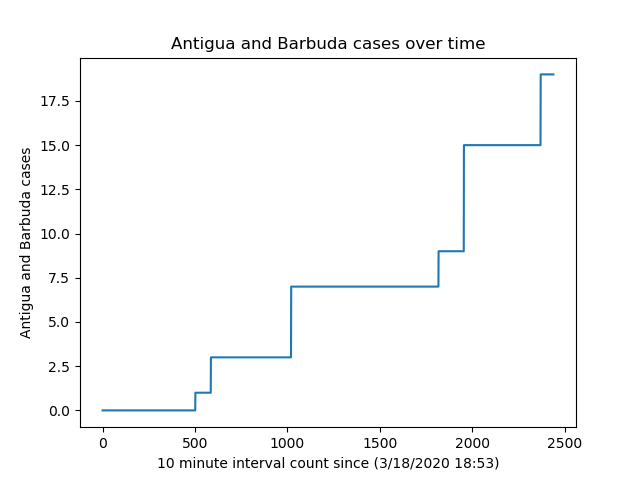 Antigua and Barbuda cases over time
Antigua and Barbuda cases
17.5
15.0
12.5
10.0
7.5
5.0
2.5
0.0
0 500 1000 1500 2000 2500
10 minute interval count since (3/18/2020 18:53)